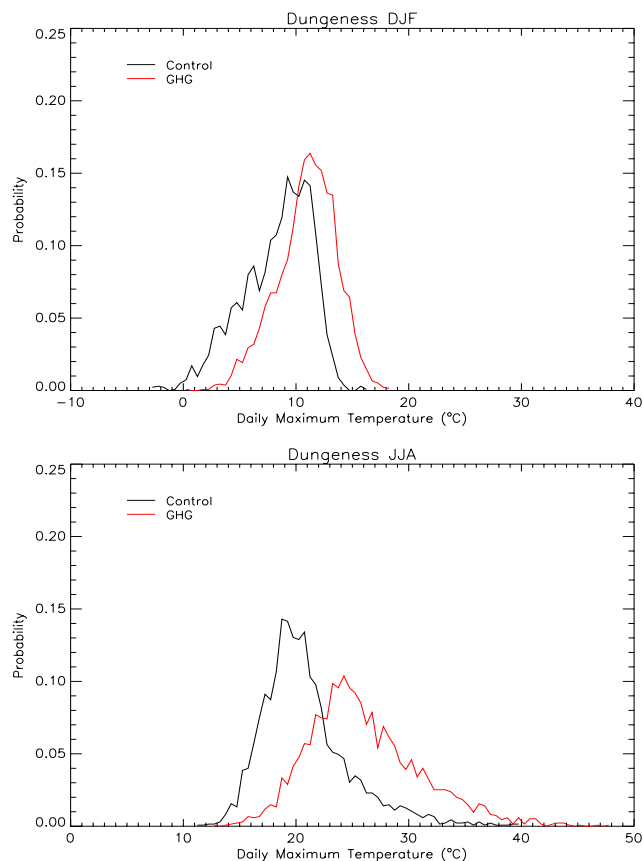 Dungeness DJF
0.25
0.20
0.15
0.10
0.05
0.00
Probability
Control
GHG
-10 0 10 20 30 40
Daily Maximum Temperature (°C)
Dungeness JJA
0.25
0.20
0.15
0.10
0.05
0.00
Probability
Control
GHG
0 10 20 30 40 50
Daily Maximum Temperature (°C)